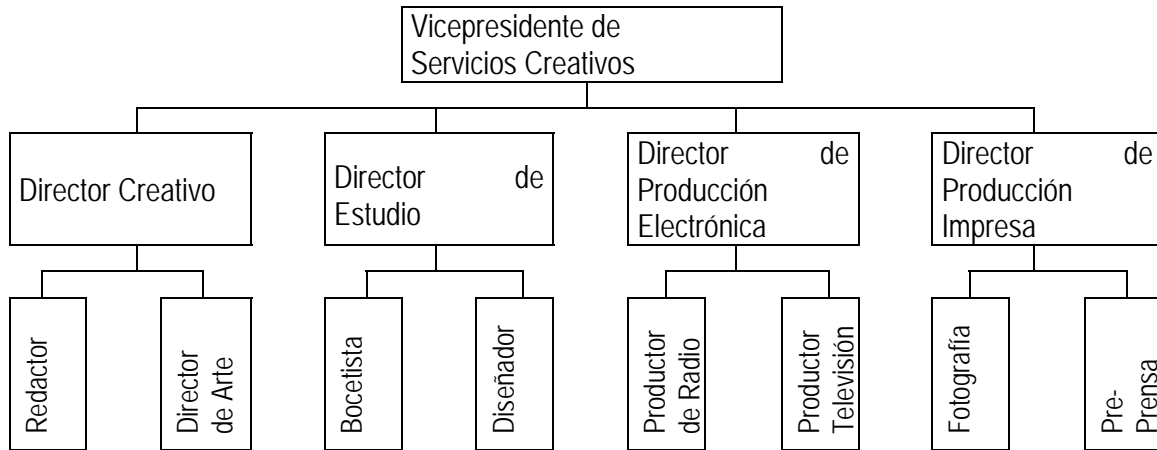 Vicepresidente de
Servicios Creativos
Director Creativo
Director de
Estudio
Director de
Producción
Electrónica
Director de
Producción
Impresa
Redactor
Director
de Arte
Bocetista
Diseñador
Productor
de Radio
Productor
Televisión
Fotografía
Pre-
Prensa